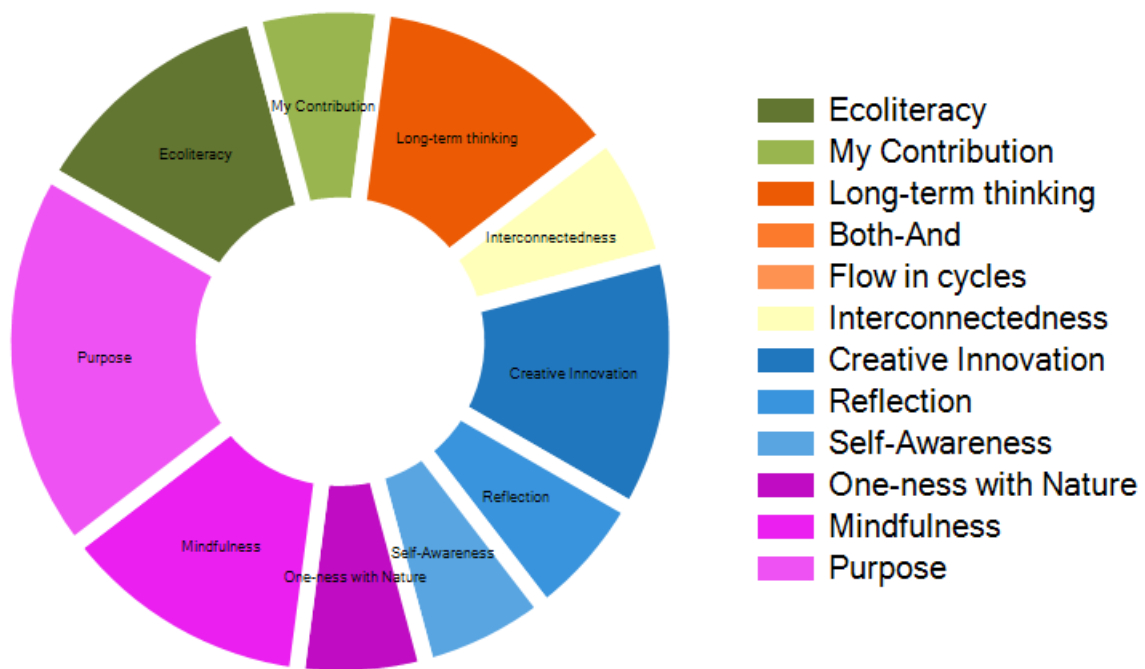 My Contribution
Long-term thinking
Ecoliteracy
Interconnectedness
Purpose
Creative Innovation
Reflection
Mindfulness
Self-Awareness
One-ness with Nature
Ecoliteracy
My Contribution
Long-term thinking
Both-And
Flow in cycles
Interconnectedness
Creative Innovation
Reflection
Self-Awareness
One-ness with Nature
Mindfulness
Purpose